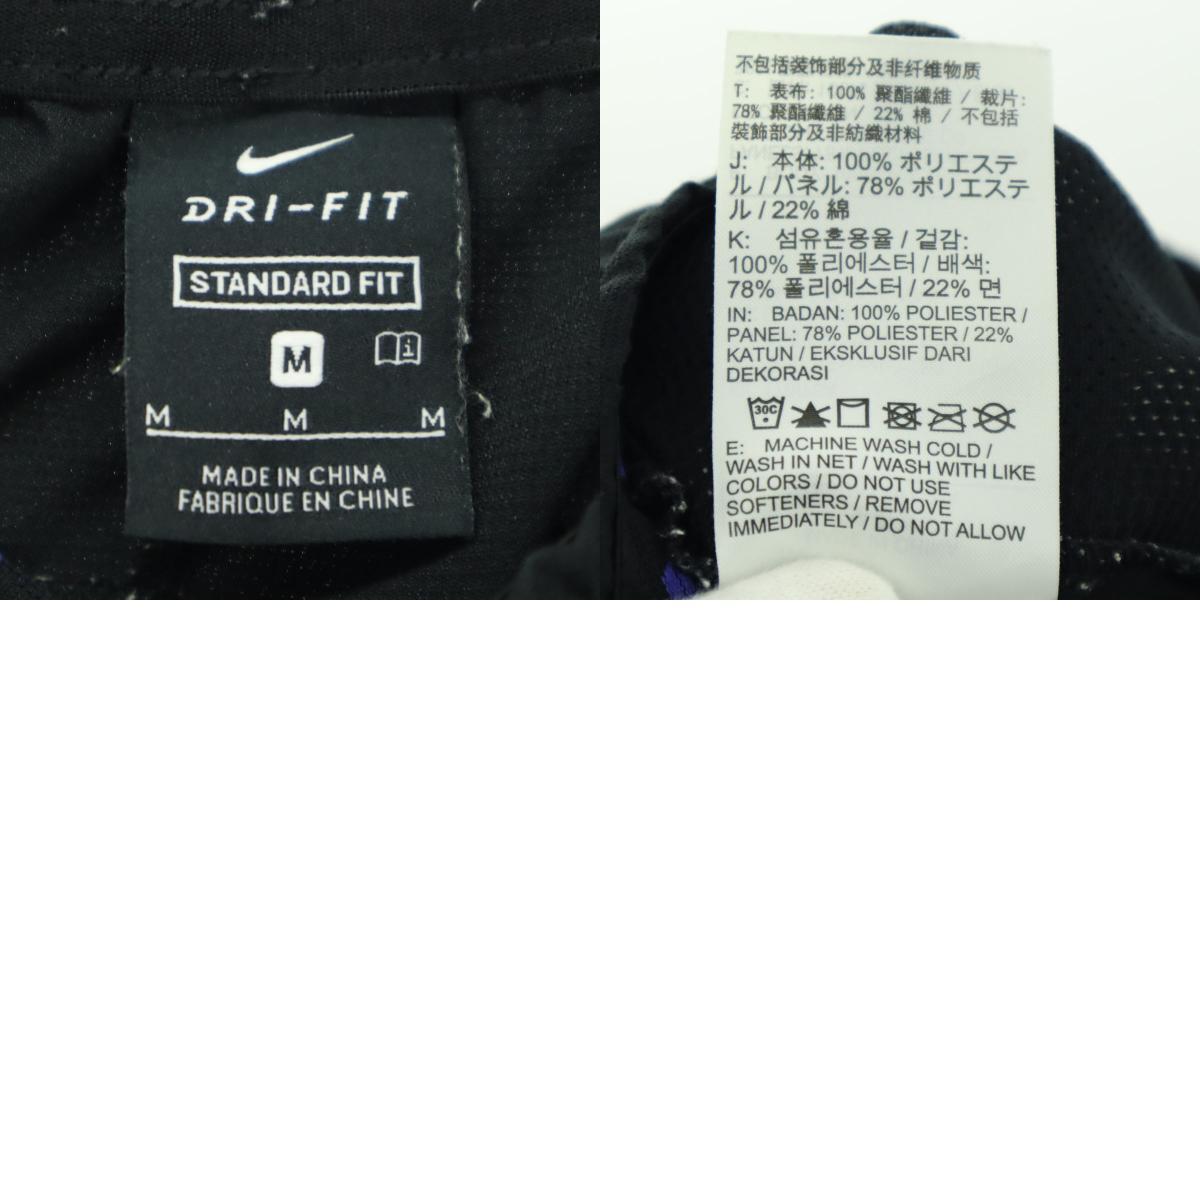 DRI-FIT
STANDARD FIT
M
i
M M M
MADE IN CHINA
FABRIQUE EN CHINE
不包括装饰部分及非纤维物质
T: 表布: 100% 聚酯纖維 / 裁片:
78% 聚酯纖維 / 22% 棉 / 不包括
裝飾部分及非紡織材料
J: 本体: 100% ポリエステ
ル / パネル: 78% ポリエステ
ル / 22% 綿
K: 섬유혼용율 / 겉감:
100% 폴리에스터 / 배색:
78% 폴리에스터 / 22% 면
IN: BADAN: 100% POLIESTER /
PANEL: 78% POLIESTER / 22%
KATUN / EKSKLUSIF DARI
DEKORASI
30C
E: MACHINE WASH COLD /
WASH IN NET / WASH WITH LIKE
COLORS / DO NOT USE
SOFTENERS / REMOVE
IMMEDIATELY / DO NOT ALLOW